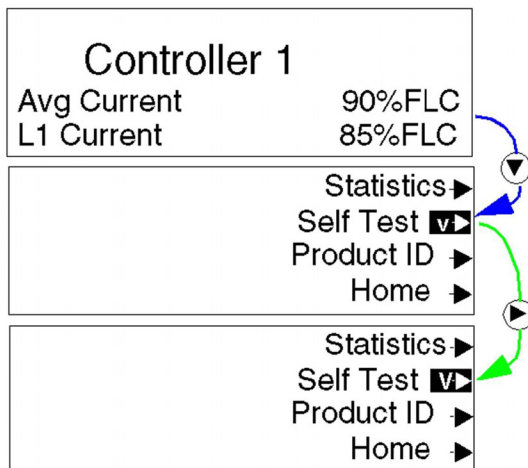 Controller 1
Avg Current 90%FLC
L1 Current 85%FLC
Statistics
Self Test v
Product ID
Home
Statistics
Self Test V
Product ID
Home